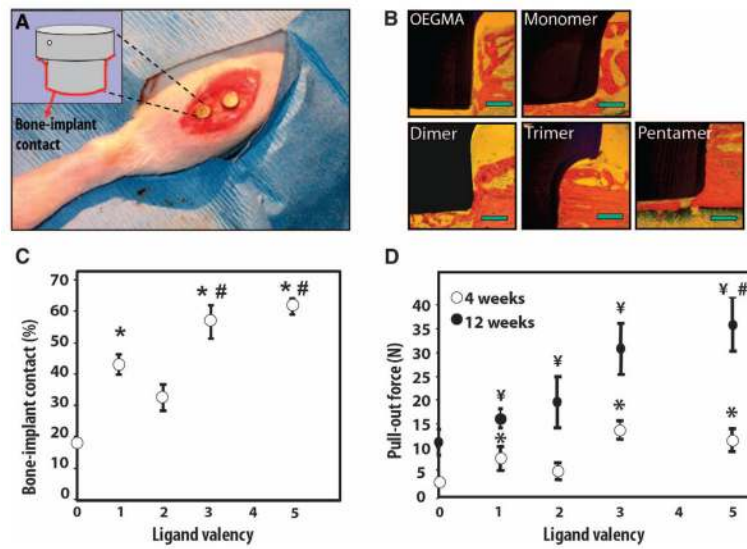 A
Bone-implant
contact
B
OEGMA
Monomer
Dimer
Trimer
Pentamer
C
Bone-implant contact (%)
70
60
50
40
30
20
10
0
*
* #
* #
0 1 2 3 4 5
Ligand valency
D
4 weeks
12 weeks
Pull-out force (N)
40
35
30
25
20
15
10
5
0
¥
¥
¥
¥ #
*
*
*
0 1 2 3 4 5
Ligand valency